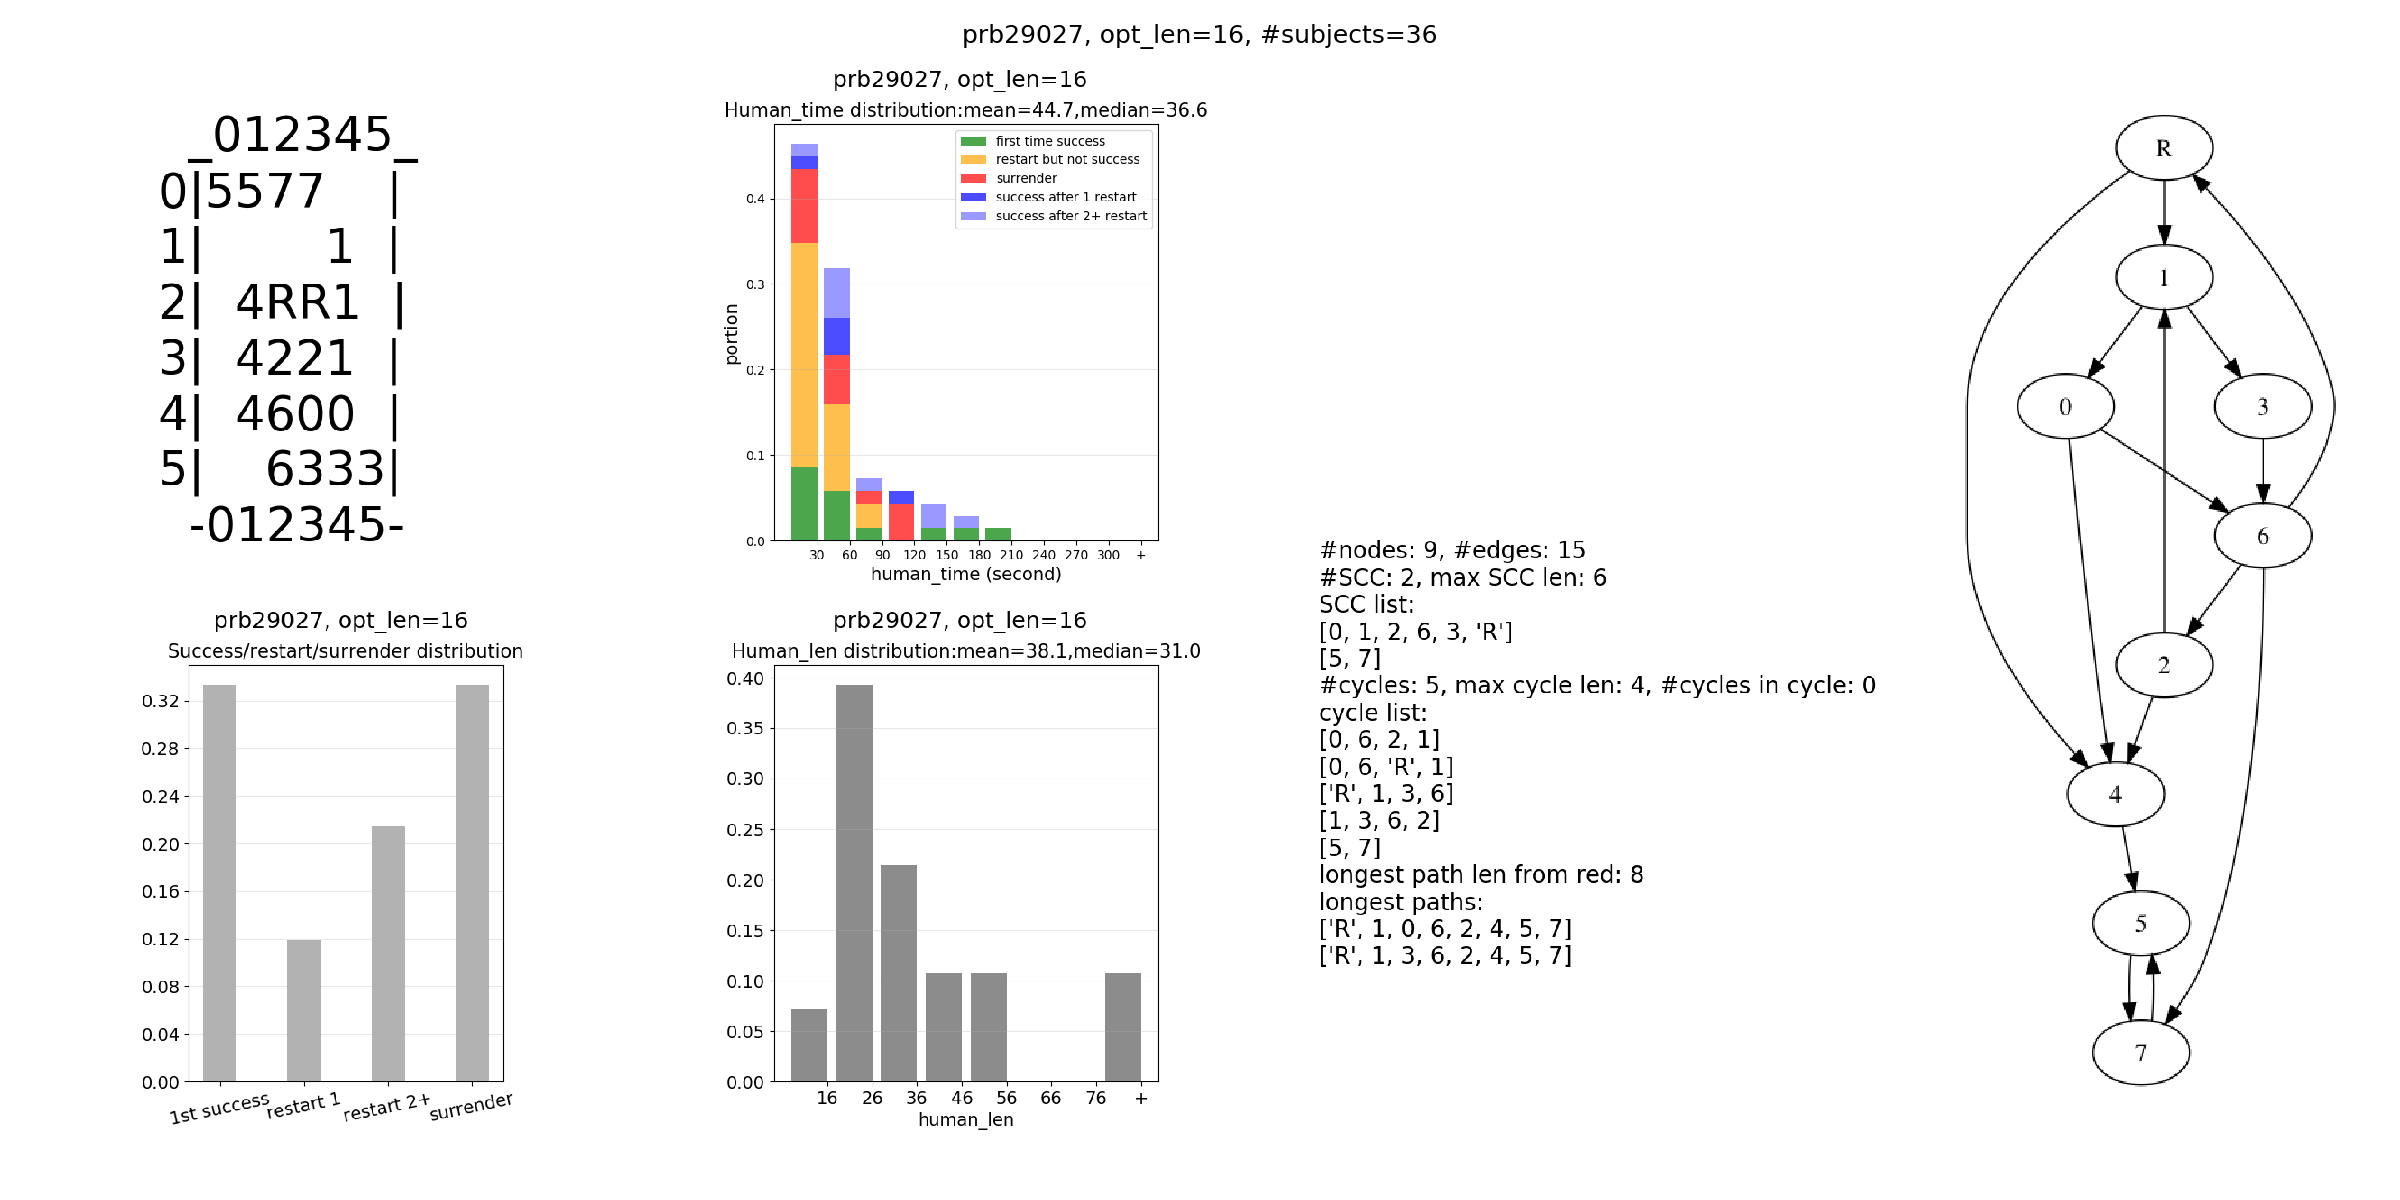 prb29027, opt_len=16, #subjects=36
_012345_
0|5577  |
1|    1 |
2| 4RR1 |
3| 4221 |
4| 4600 |
5|  6333|
-012345-
prb29027, opt_len=16
Human_time distribution:mean=44.7,median=36.6
first time success
restart but not success
surrender
success after 1 restart
success after 2+ restart
portion
0.4
0.3
0.2
0.1
0.0
30 60 90 120 150 180 210 240 270 300 +
human_time (second)
prb29027, opt_len=16
Success/restart/surrender distribution
0.32
0.28
0.24
0.20
0.16
0.12
0.08
0.04
0.00
1st success restart 1 restart 2+ surrender
prb29027, opt_len=16
Human_len distribution:mean=38.1,median=31.0
0.40
0.35
0.30
0.25
0.20
0.15
0.10
0.05
0.00
16 26 36 46 56 66 76 +
human_len
#nodes: 9, #edges: 15
#SCC: 2, max SCC len: 6
SCC list:
[0, 1, 2, 6, 3, 'R']
[5, 7]
#cycles: 5, max cycle len: 4, #cycles in cycle: 0
cycle list:
[0, 6, 2, 1]
[0, 6, 'R', 1]
['R', 1, 3, 6]
[1, 3, 6, 2]
[5, 7]
longest path len from red: 8
longest paths:
['R', 1, 0, 6, 2, 4, 5, 7]
['R', 1, 3, 6, 2, 4, 5, 7]
R
1
0 3
6
2
4
5
7